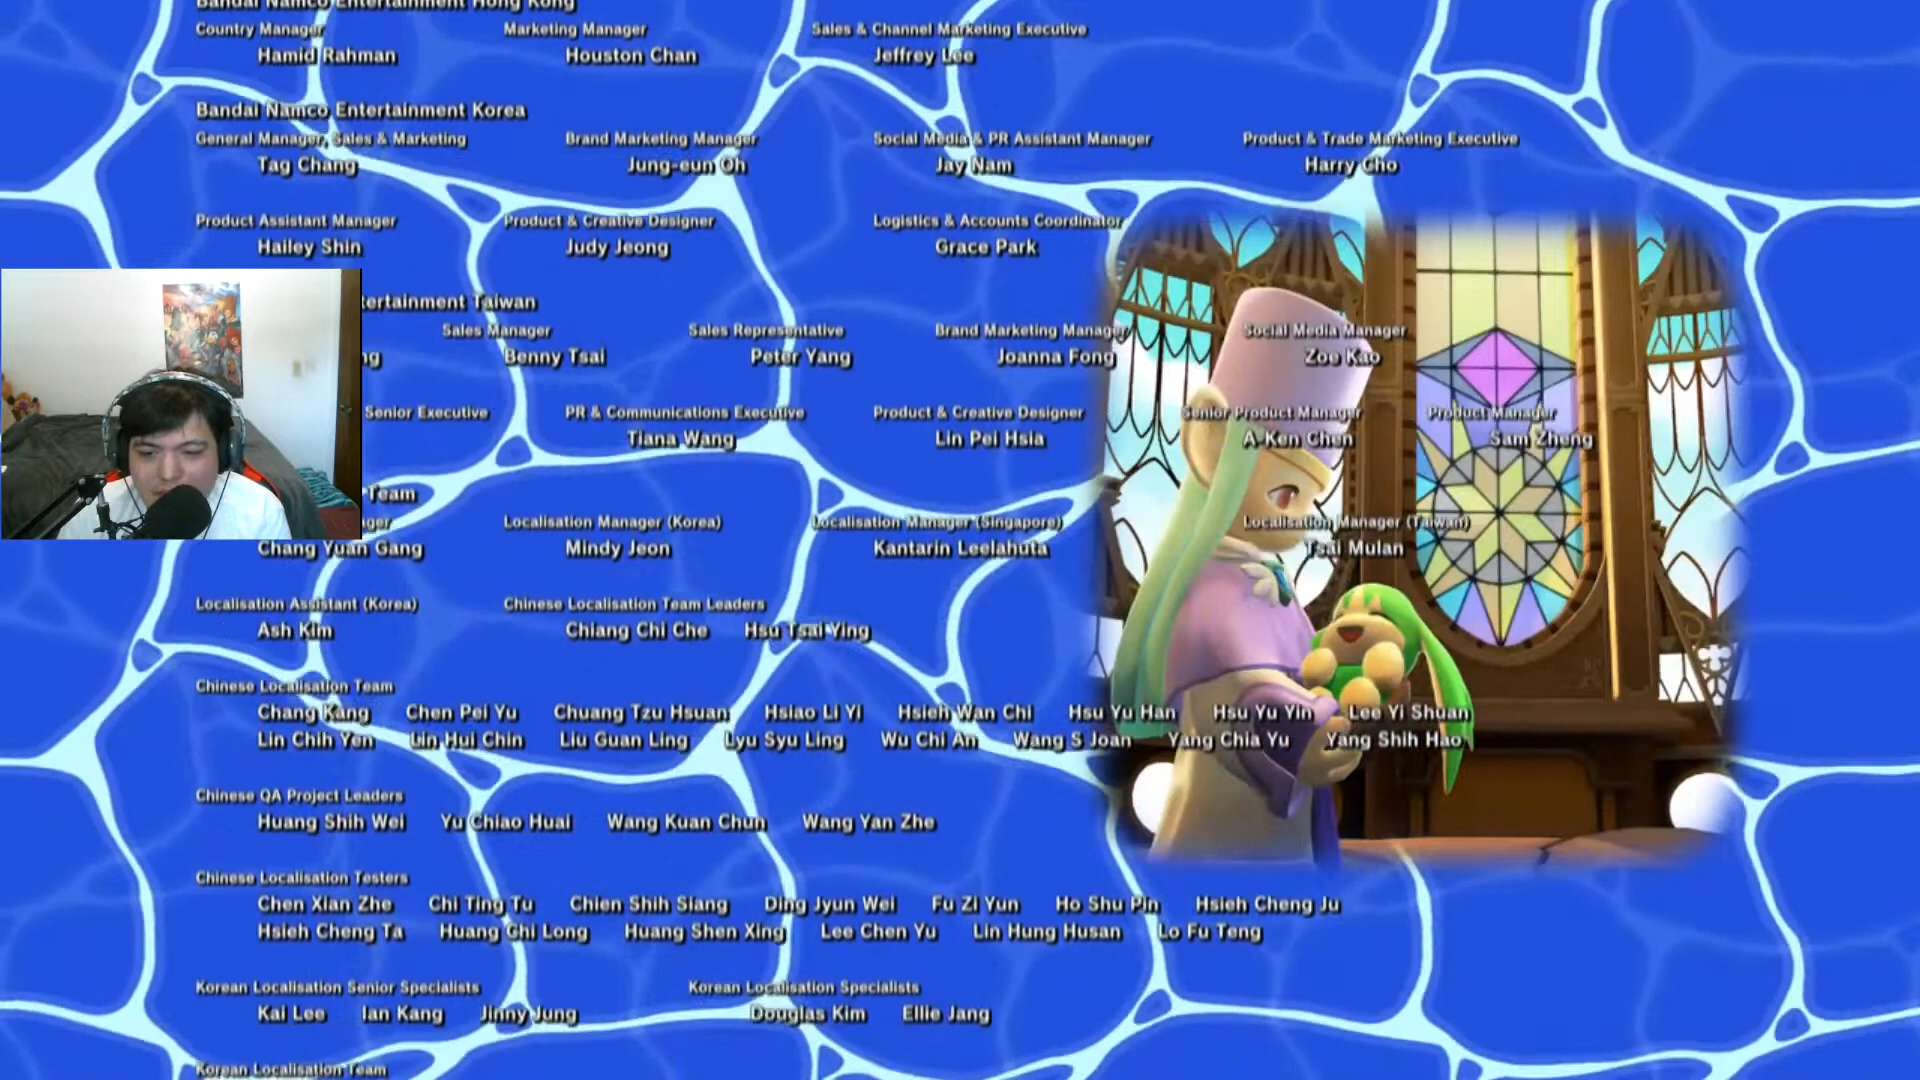 Bandai Namco Entertainment Hong Kong
Country Manager Marketing Manager Sales & Channel Marketing Executive
Hamid Rahman Houston Chan Jeffrey Lee
Bandai Namco Entertainment Korea
General Manager, Sales & Marketing Brand Marketing Manager Social Media & PR Assistant Manager Product & Trade Marketing Executive
Tag Chang Jung-eun Oh Jay Nam Harry Cho
Product Assistant Manager Product & Creative Designer Logistics & Accounts Coordinator
Hailey Shin Judy Jeong Grace Park
Taiwan
Sales Manager Sales Representative Brand Marketing Manager Social Media Manager
Benny Tsai Peter Yang Joanna Fong Zoe Kao
Senior Executive PR & Communications Executive Product & Creative Designer Senior Product Manager Product Manager
Tiana Wang Lin Pei Hsia A-Ken Chen Sam Zheng
Team
Localisation Manager (Korea) Localisation Manager (Singapore) Localisation Manager (Taiwan)
Chang Yuan Gang Mindy Jeon Kantarin Leelahuta Tsai Mulan
Localisation Assistant (Korea) Chinese Localisation Team Leaders
Ash Kim Chiang Chi Che Hsu Tsai Ying
Chinese Localisation Team
Chang Kang Chen Pei Yu Chuang Tzu Hsuan Hsiao Li Yi Hsieh Wan Chi Hsu Yu Han Hsu Yu Yin Lee Yi Shuan
Lin Chih Yen Lin Hui Chin Liu Guan Ling Lyu Syu Ling Wu Chi An Wang S Joan Yang Chia Yu Yang Shih Hao
Chinese QA Project Leaders
Huang Shih Wei Yu Chiao Huai Wang Kuan Chun Wang Yan Zhe
Chinese Localisation Testers
Chen Xian Zhe Chi Ting Tu Chien Shih Siang Ding Jyun Wei Fu Zi Yun Ho Shu Pin Hsieh Cheng Ju
Hsieh Cheng Ta Huang Chi Long Huang Shen Xing Lee Chen Yu Lin Hung Husan Lo Fu Teng
Korean Localisation Senior Specialists Korean Localisation Specialists
Kai Lee Ian Kang Jinny Jung Douglas Kim Ellie Jang
Korean Localisation Team